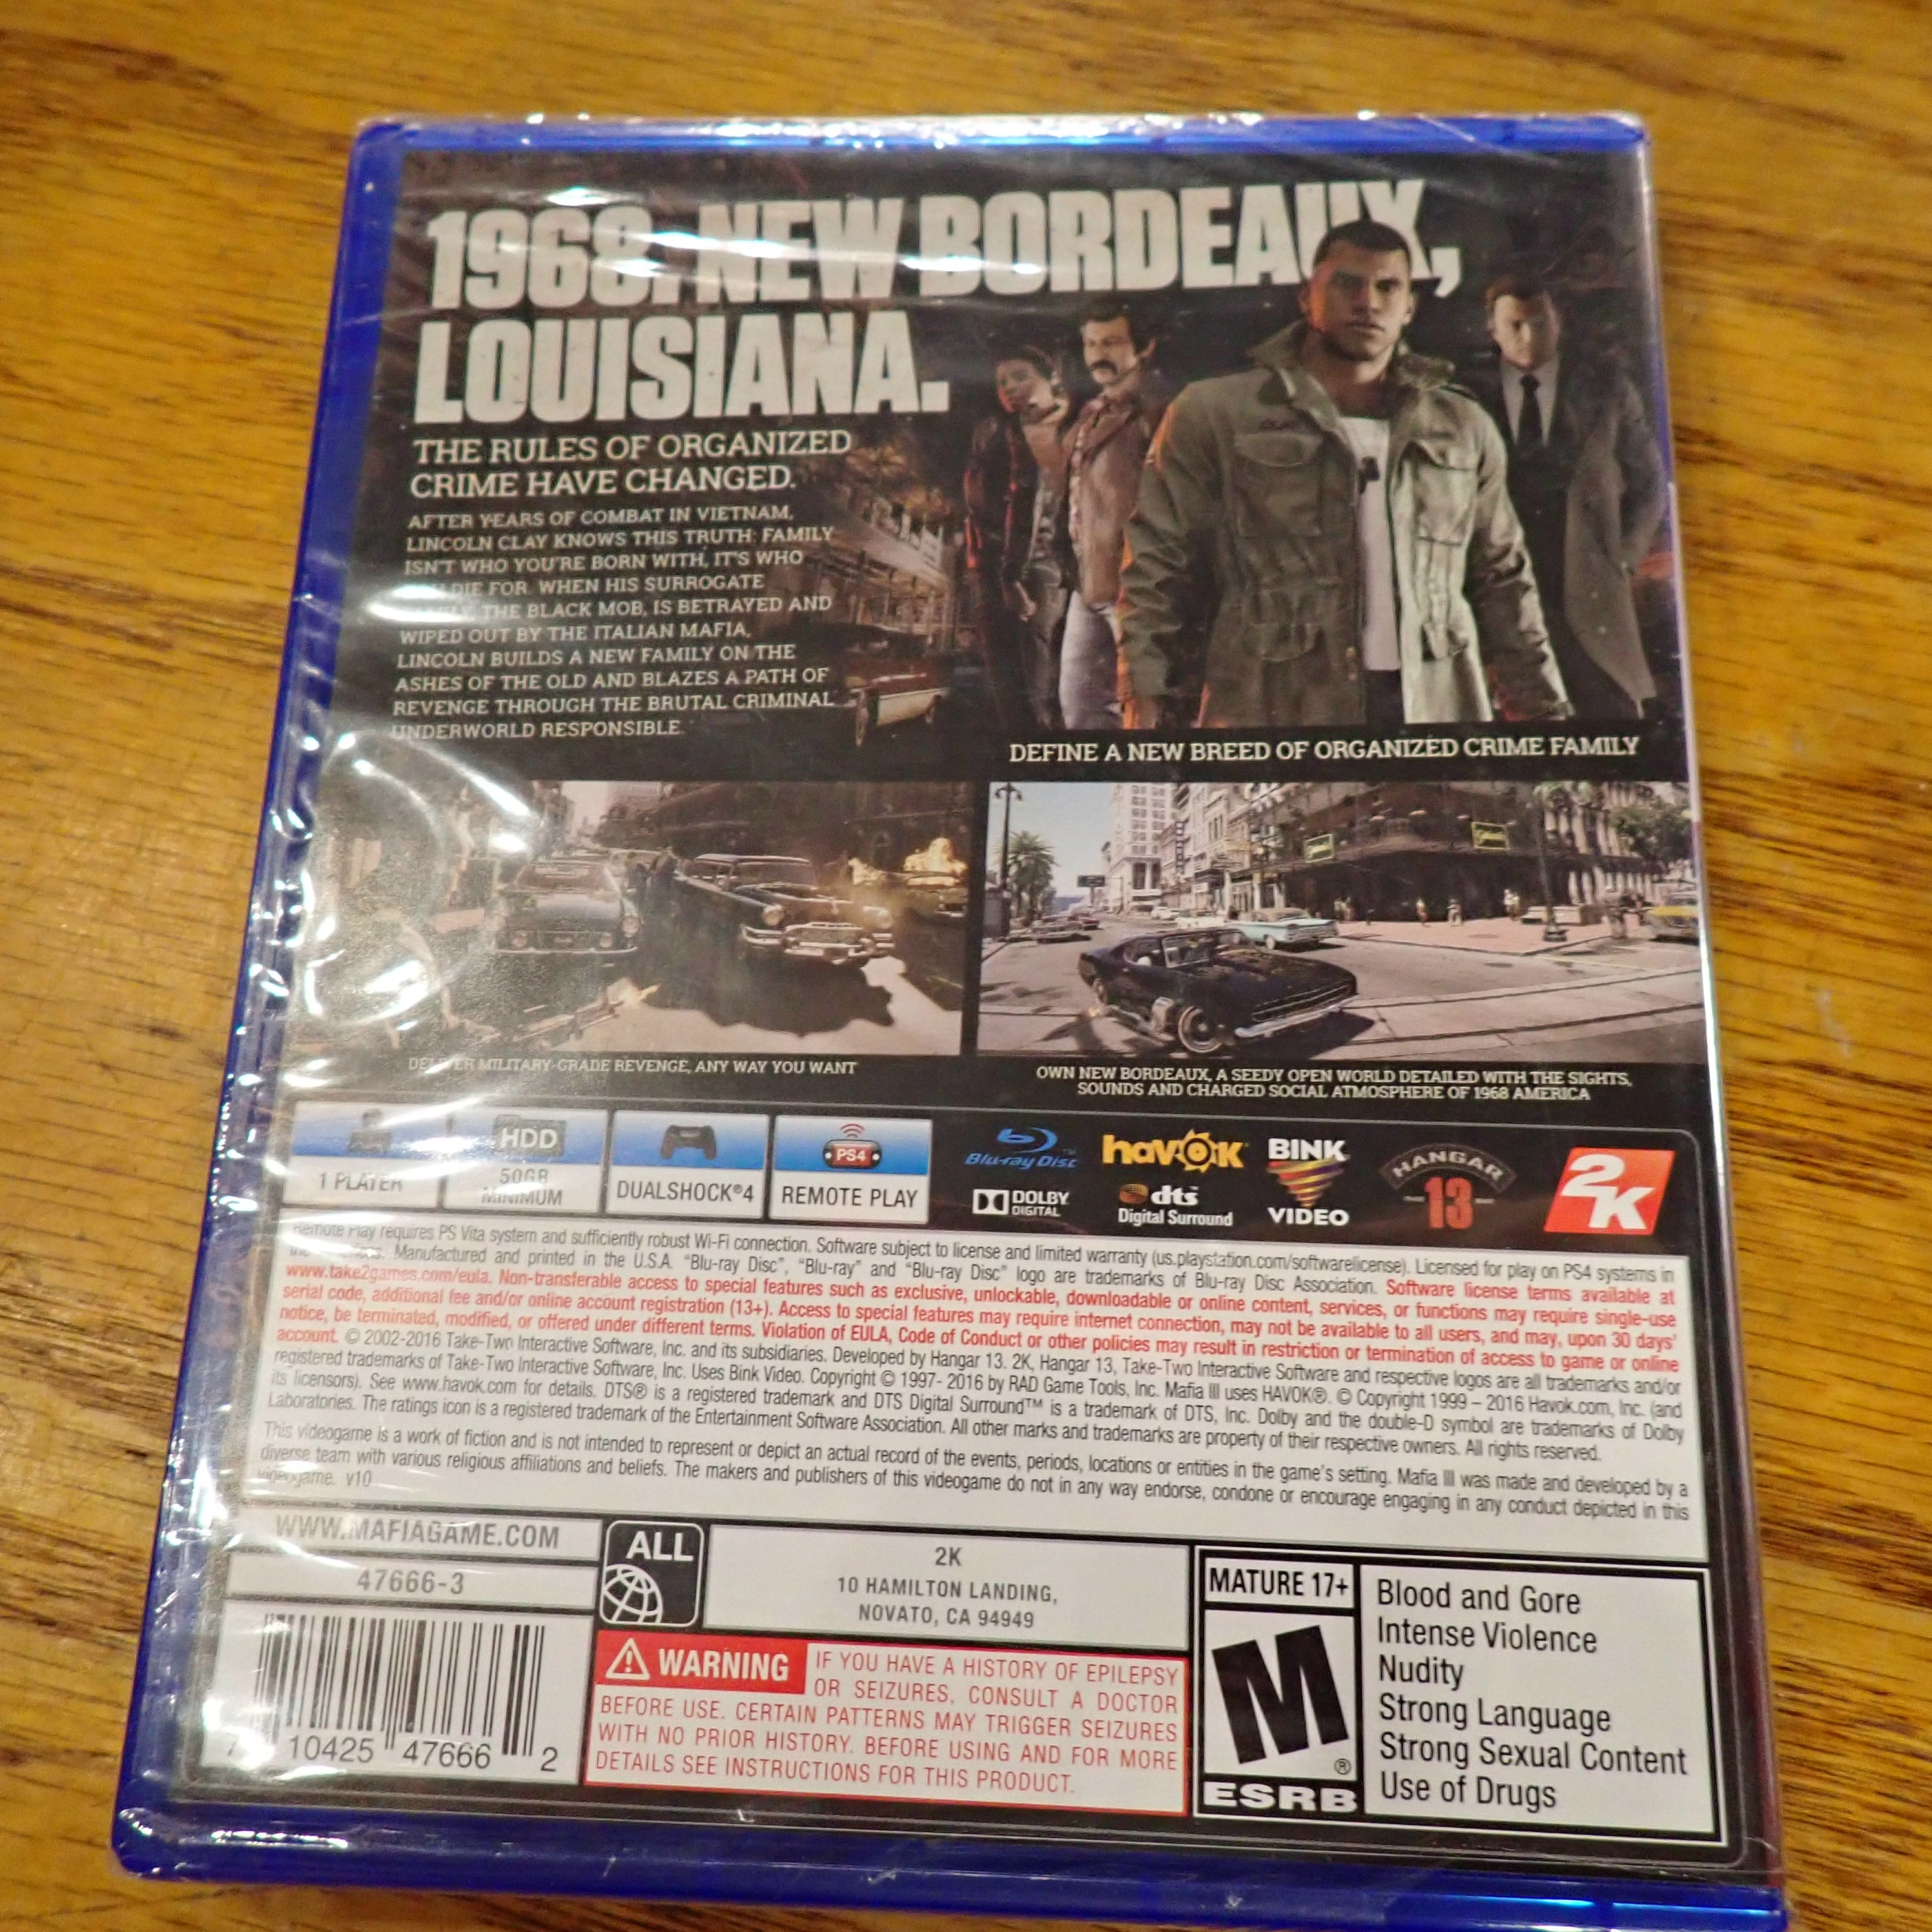 1968. NEW BORDEAUX,
LOUISIANA.
THE RULES OF ORGANIZED
CRIME HAVE CHANGED.
AFTER YEARS OF COMBAT IN VIETNAM,
LINCOLN CLAY KNOWS THIS TRUTH: FAMILY
ISN'T WHO YOU'RE BORN WITH, IT'S WHO
DIE FOR. WHEN HIS SURROGATE
THE BLACK MOB, IS BETRAYED AND
WIPED OUT BY THE ITALIAN MAFIA,
LINCOLN BUILDS A NEW FAMILY ON THE
ASHES OF THE OLD AND BLAZES A PATH OF
REVENGE THROUGH THE BRUTAL CRIMINAL
UNDERWORLD RESPONSIBLE.
DEFINE A NEW BREED OF ORGANIZED CRIME FAMILY
DELIVER MILITARY-GRADE REVENGE, ANY WAY YOU WANT
OWN NEW BORDEAUX, A SEEDY OPEN WORLD DETAILED WITH THE SIGHTS,
SOUNDS AND CHARGED SOCIAL ATMOSPHERE OF 1968 AMERICA
1 PLAYER
HDD
50GB
MINIMUM
DUALSHOCK®4
PS4
REMOTE PLAY
Blu-ray Disc™
DOLBY
DIGITAL
havok
dts
Digital Surround
BINK
VIDEO
HANGAR
13
2K
Remote Play requires PS Vita system and sufficiently robust Wi-Fi connection. Software subject to license and limited warranty (us.playstation.com/softwarelicense). Licensed for play on PS4 systems in
the Americas. Manufactured and printed in the U.S.A. “Blu-ray Disc”, “Blu-ray” and “Blu-ray Disc” logo are trademarks of Blu-ray Disc Association. Software license terms available at
www.take2games.com/eula. Non-transferable access to special features such as exclusive, unlockable, downloadable or online content, services, or functions may require single-use
serial code, additional fee and/or online account registration (13+). Access to special features may require internet connection, may not be available to all users, and may, upon 30 days'
notice, be terminated, modified, or offered under different terms. Violation of EULA, Code of Conduct or other policies may result in restriction or termination of access to game or online
account. © 2002-2016 Take-Two Interactive Software, Inc. and its subsidiaries. Developed by Hangar 13. 2K, Hangar 13, Take-Two Interactive Software and respective logos are all trademarks and/or
registered trademarks of Take-Two Interactive Software, Inc. Uses Bink Video. Copyright © 1997- 2016 by RAD Game Tools, Inc. Mafia III uses HAVOK®. © Copyright 1999 – 2016 Havok.com, Inc. (and
its licensors). See www.havok.com for details. DTS® is a registered trademark and DTS Digital Surround™ is a trademark of DTS, Inc. Dolby and the double-D symbol are trademarks of Dolby
Laboratories. The ratings icon is a registered trademark of the Entertainment Software Association. All other marks and trademarks are property of their respective owners. All rights reserved.
This videogame is a work of fiction and is not intended to represent or depict an actual record of the events, periods, locations or entities in the game's setting. Mafia III was made and developed by a
diverse team with various religious affiliations and beliefs. The makers and publishers of this videogame do not in any way endorse, condone or encourage engaging in any conduct depicted in this
videogame. v10
WWW.MAFIAGAME.COM
47666-3
7 10425 47666 2
ALL
2K
10 HAMILTON LANDING,
NOVATO, CA 94949
WARNING IF YOU HAVE A HISTORY OF EPILEPSY
OR SEIZURES, CONSULT A DOCTOR
BEFORE USE. CERTAIN PATTERNS MAY TRIGGER SEIZURES
WITH NO PRIOR HISTORY. BEFORE USING AND FOR MORE
DETAILS SEE INSTRUCTIONS FOR THIS PRODUCT.
MATURE 17+
M®
ESRB
Blood and Gore
Intense Violence
Nudity
Strong Language
Strong Sexual Content
Use of Drugs